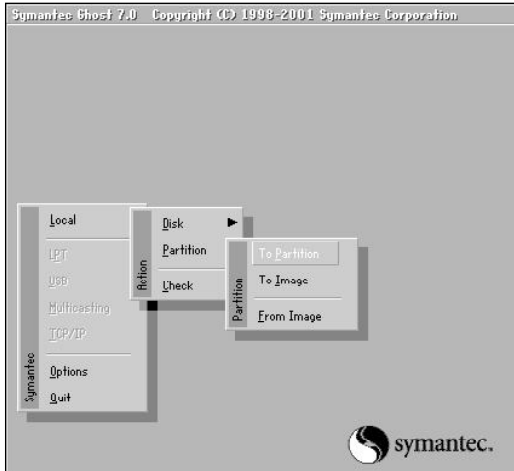 Symantec Ghost 7.0 Copyright (C) 1998-2001 Symantec Corporation
Local
LPT
USB
Multicasting
TCP/IP
Options
Quit
Symantec
Disk
Partition
Check
Action
To Partition
To Image
From Image
Partition
symantec.